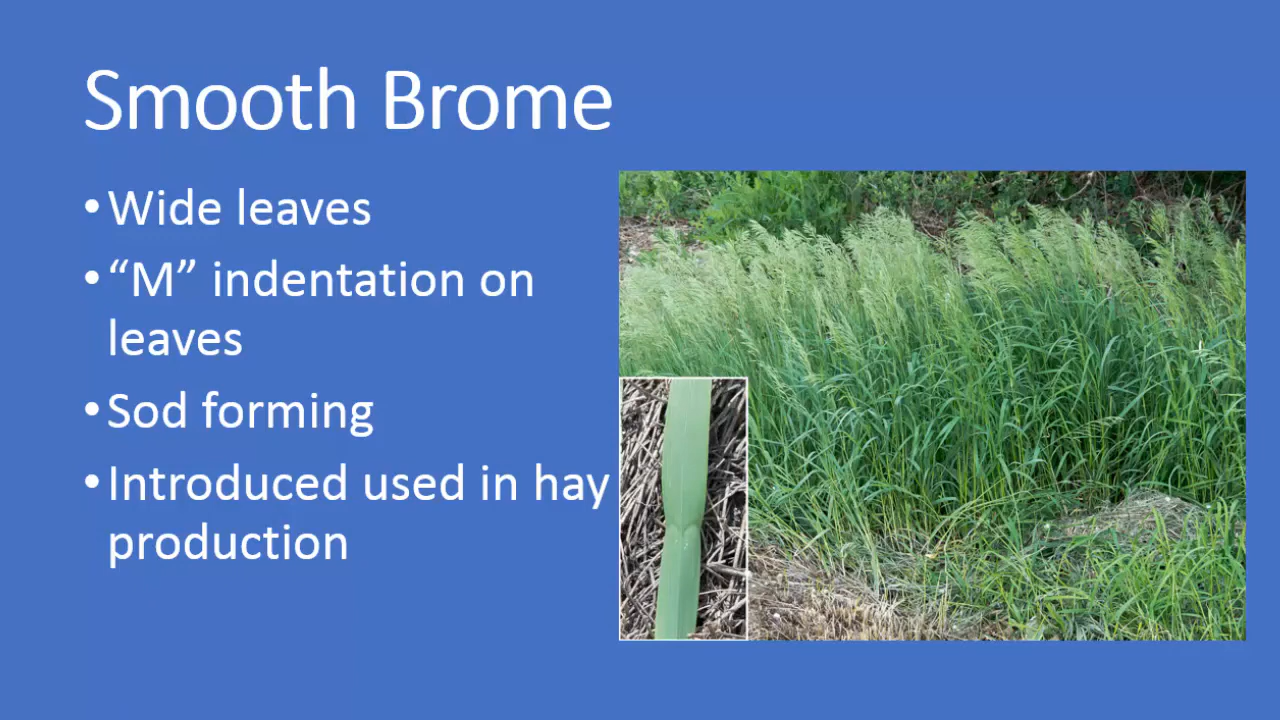 Smooth Brome
• Wide leaves
• “M” indentation on
leaves
• Sod forming
• Introduced used in hay
production